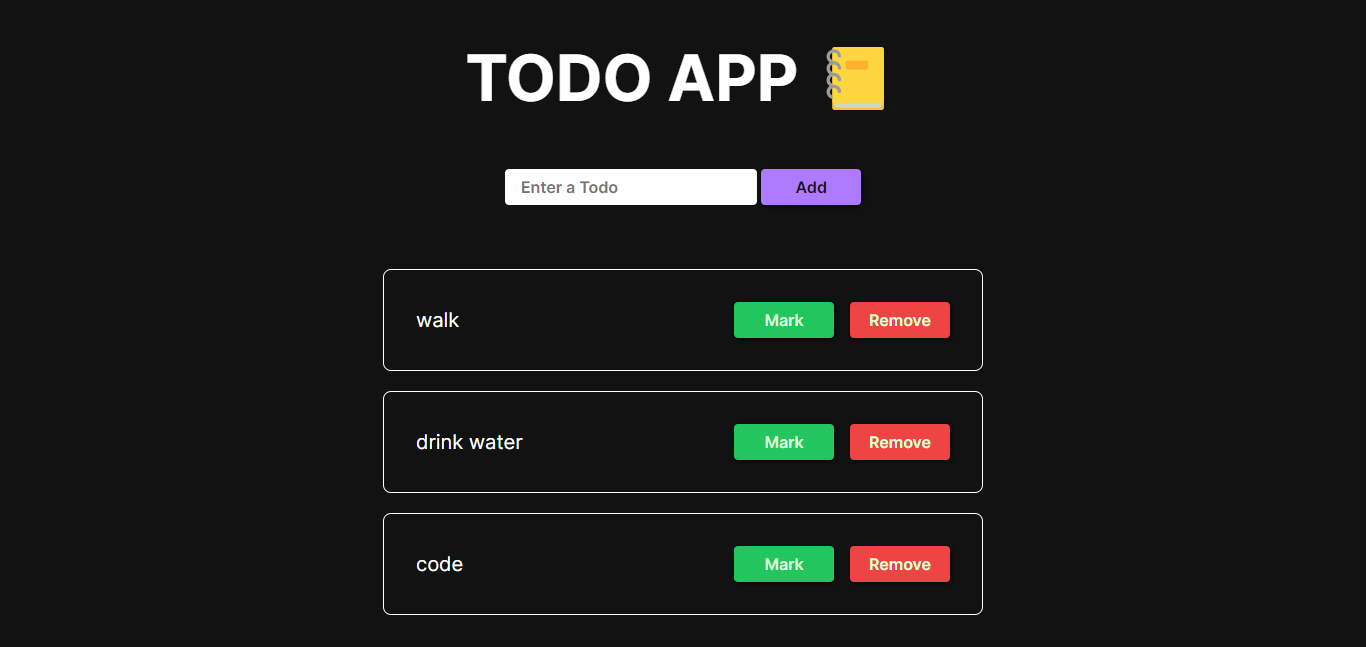 TODO APP 📒
Enter a Todo Add
walk Mark Remove
drink water Mark Remove
code Mark Remove